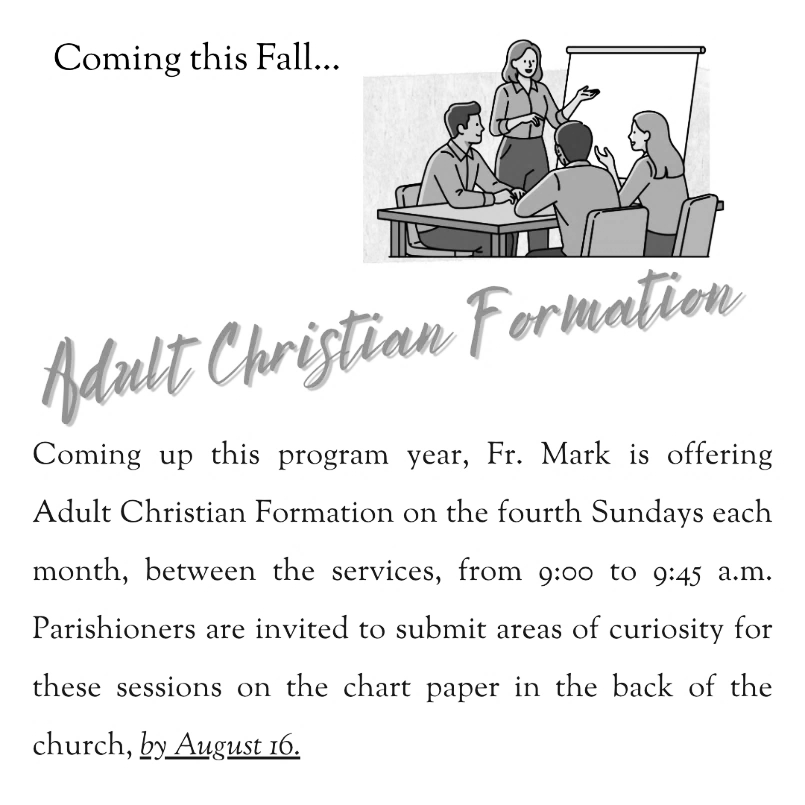 Coming this Fall...
Adult Christian Formation
Coming up this program year, Fr. Mark is offering
Adult Christian Formation on the fourth Sundays each
month, between the services, from 9:00 to 9:45 a.m.
Parishioners are invited to submit areas of curiosity for
these sessions on the chart paper in the back of the
church, by August 16.